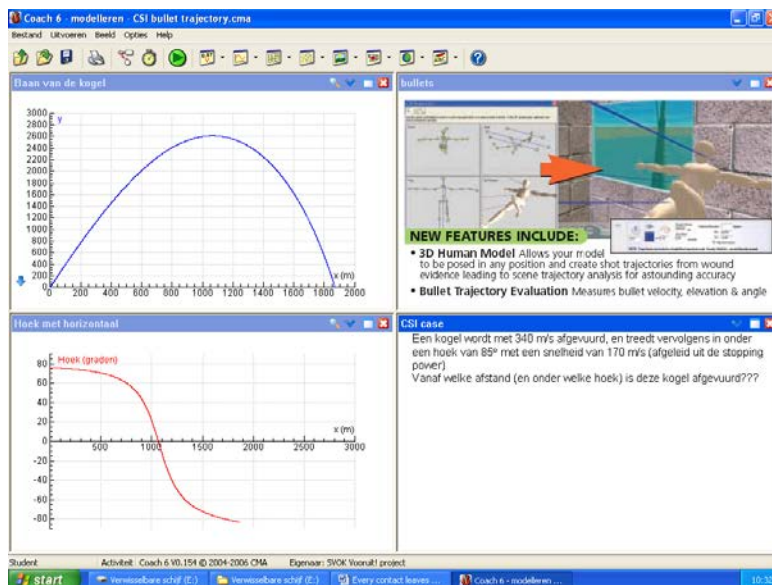 Coach 6 - modelleren - CSI bullet trajectory.cma
Bestand Uitvoeren Beeld Opties Help
Baan van de kogel
y
3000
2800
2600
2400
2200
2000
1800
1600
1400
1200
1000
800
600
400
200
0
x (m)
0 200 400 600 800 1000 1200 1400 1600 1800 2000
bullets
NEW FEATURES INCLUDE:
• 3D Human Model Allows your model
to be posed in any position and create shot trajectories from wound
evidence leading to scene trajectory analysis for astounding accuracy
• Bullet Trajectory Evaluation Measures bullet velocity, elevation & angle
Hoek met horizontaal
Hoek (graden)
80
60
40
20
0
-20
-40
-60
-80
x (m)
500 1000 1500 2000 2500 3000
CSI case
Een kogel wordt met 340 m/s afgevuurd, en treedt vervolgens in onder
een hoek van 85º met een snelheid van 170 m/s (afgeleid uit de stopping
power)
Vanaf welke afstand (en onder welke hoek) is deze kogel afgevuurd???
Student Activiteit Coach 6 V0.154 © 2004-2006 CMA Eigenaar: 5VOK Vooruit! project
start Verwisselbare schijf (E:) Verwisselbare schijf (E:) Every contact leaves ... Coach 6 - modelleren ...